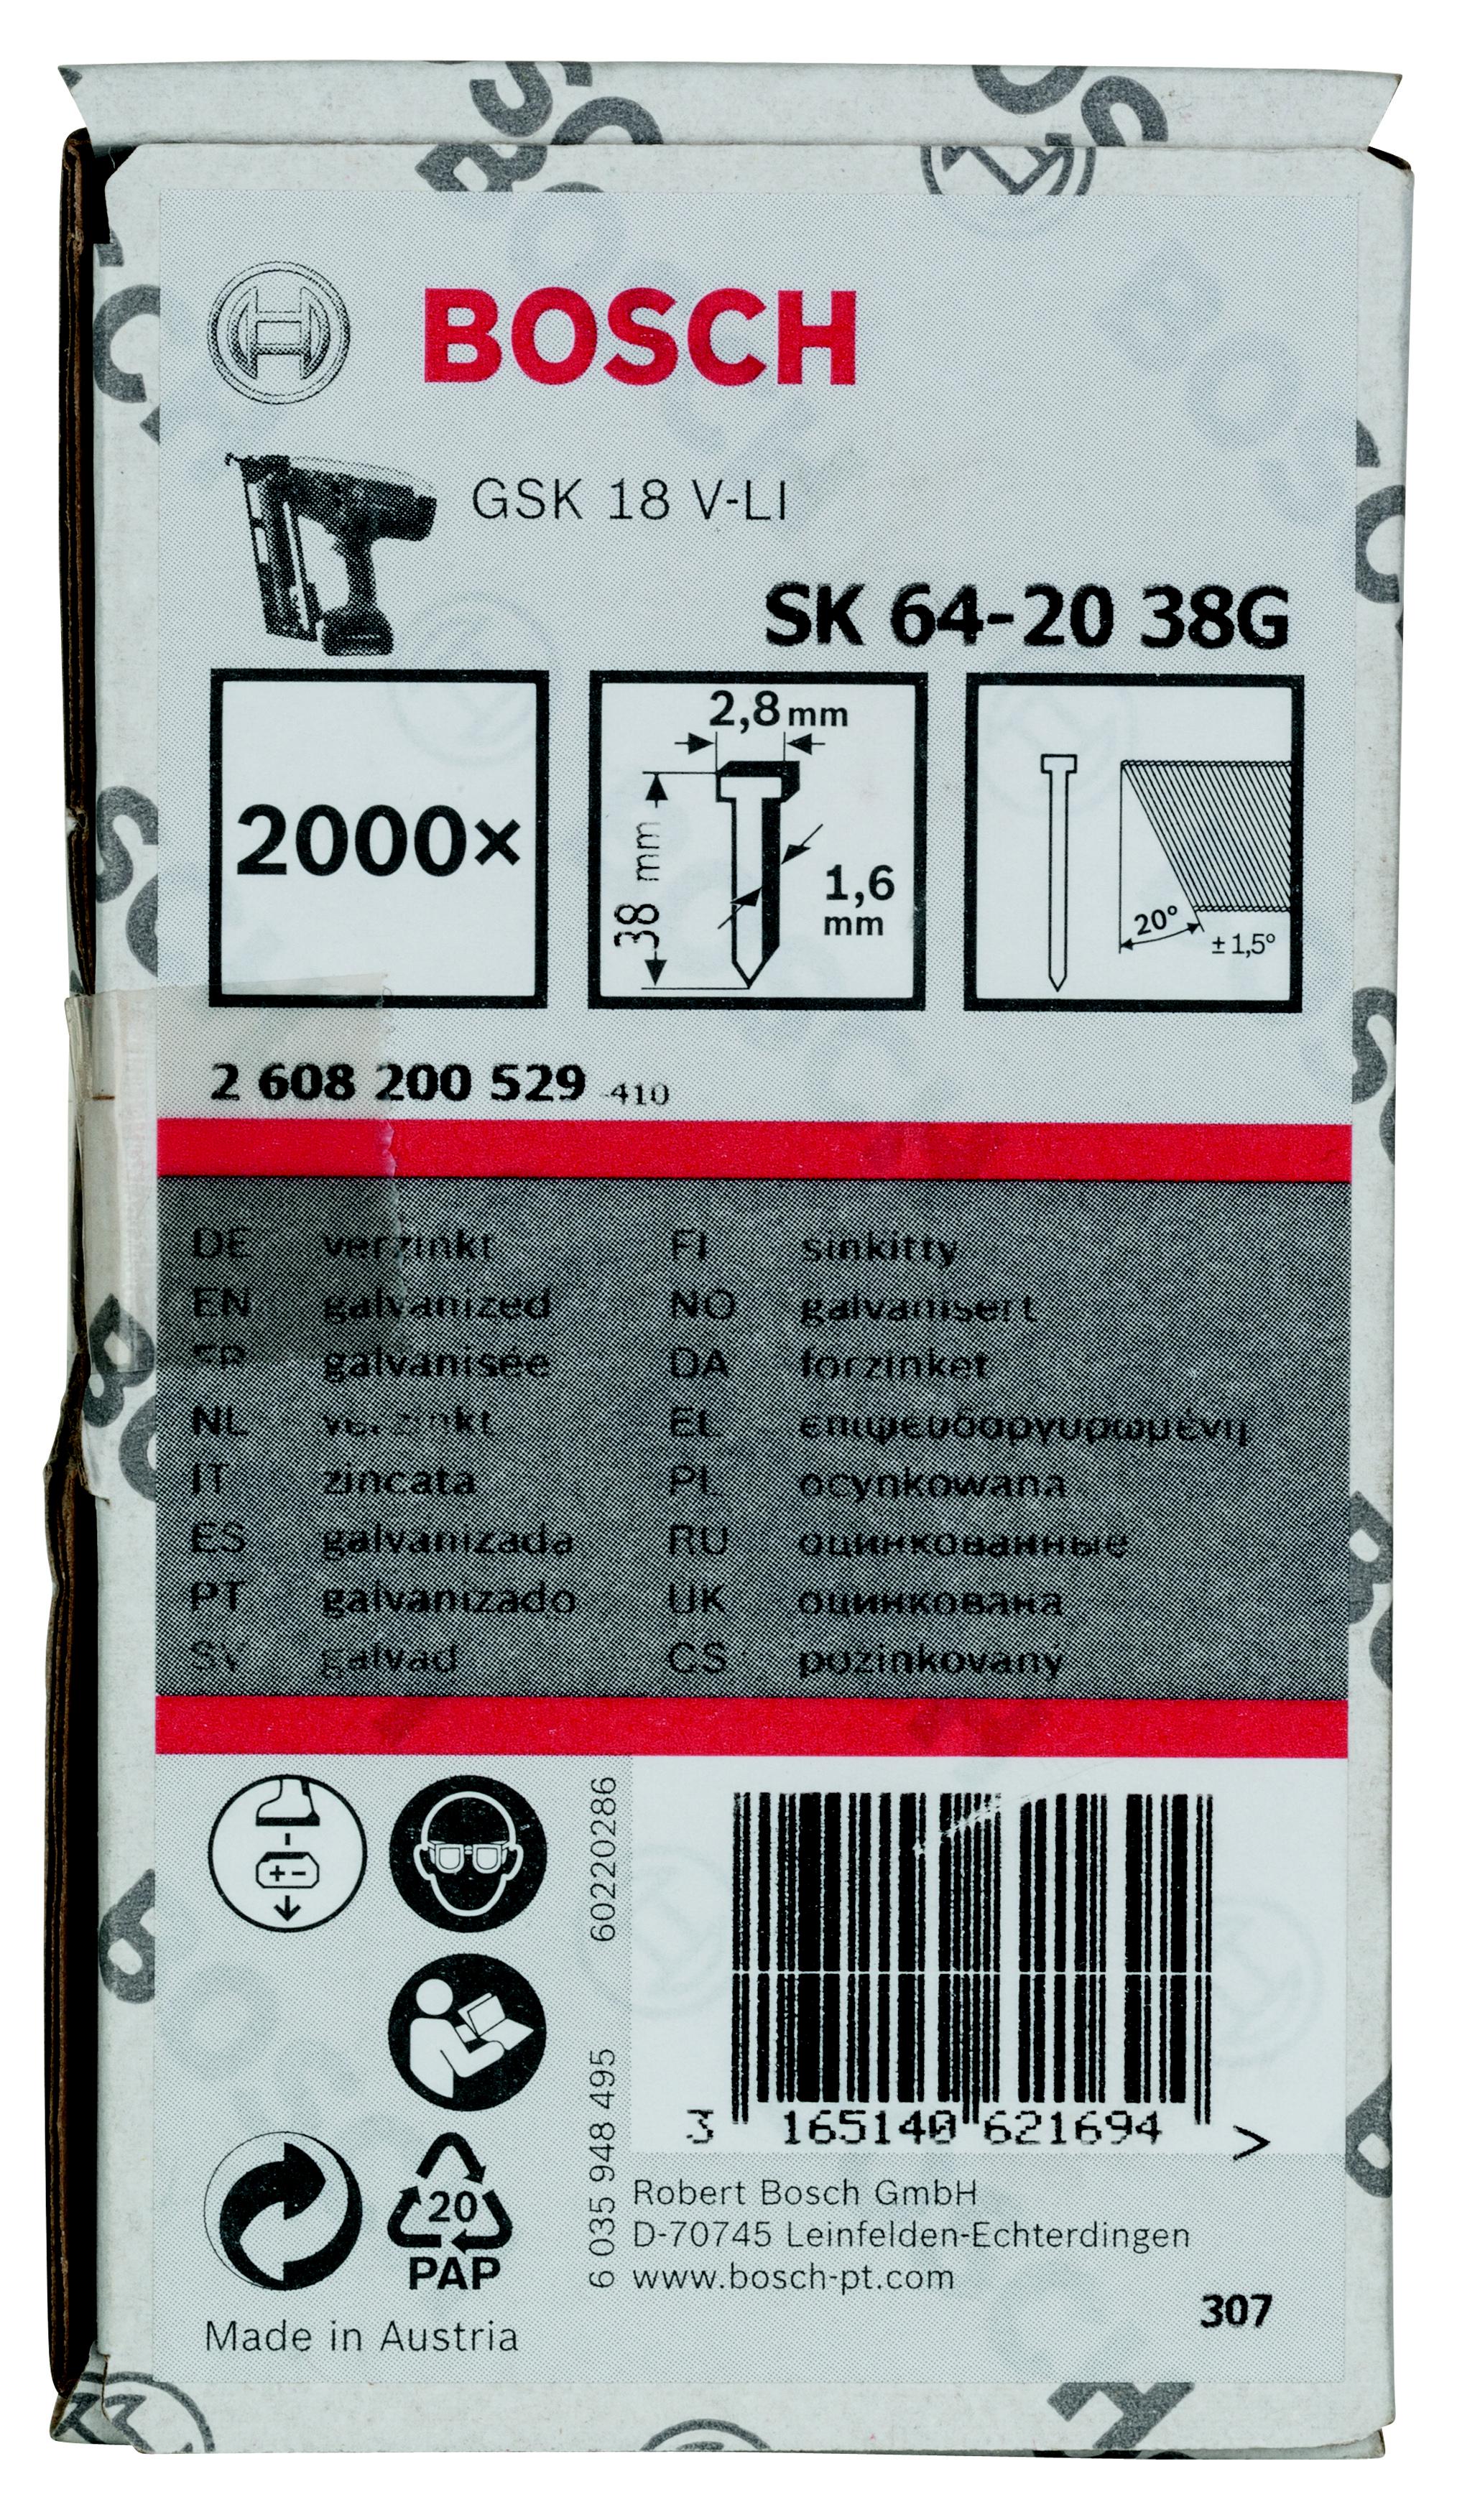 BOSCH
GSK 18 V-LI
SK 64-20 38G
2000×
2,8 mm
38 mm
1,6 mm
20°
± 1,5°
2 608 200 529 -410
DE verzinkt
EN galvanized
FR galvanisée
NL verzinkt
IT zincata
ES galvanizada
PT galvanizado
SV galvad
FI sinkitty
NO galvanisert
DA forzinket
EL επιψευδαργυρωμένη
PL ocynkowana
RU оцинкованные
UK оцинкована
CS pozinkovaný
60220286
6 035 948 495
3 165140 621694 >
20
PAP
Robert Bosch GmbH
D-70745 Leinfelden-Echterdingen
www.bosch-pt.com
307
Made in Austria